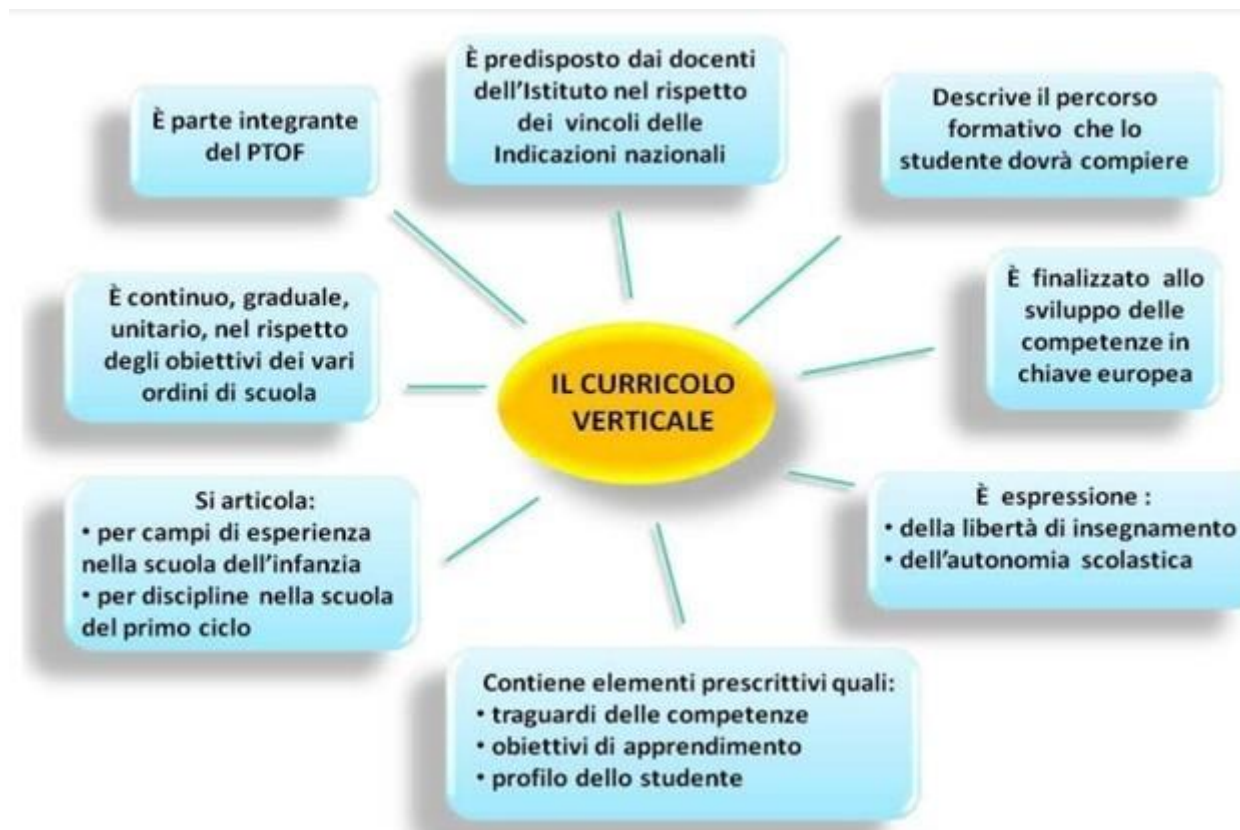 È parte integrante
del PTOF
È predisposto dai docenti
dell'Istituto nel rispetto
dei vincoli delle
Indicazioni nazionali
Descrive il percorso
formativo che lo
studente dovrà compiere
È continuo, graduale,
unitario, nel rispetto
degli obiettivi dei vari
ordini di scuola
IL CURRICOLO
VERTICALE
È finalizzato allo
sviluppo delle
competenze in
chiave europea
Si articola:
• per campi di esperienza
nella scuola dell'infanzia
• per discipline nella scuola
del primo ciclo
È espressione :
• della libertà di insegnamento
• dell'autonomia scolastica
Contiene elementi prescrittivi quali:
• traguardi delle competenze
• obiettivi di apprendimento
• profilo dello studente